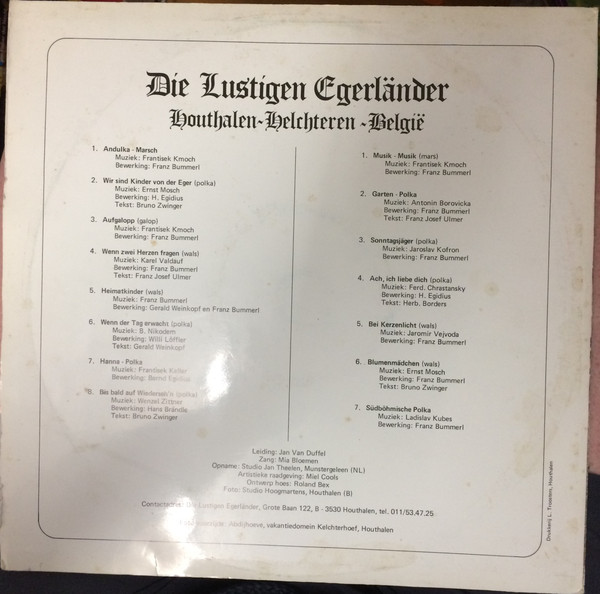 Die Lustigen Egerländer
Houthalen-Helchteren - België
1. Andulka - Marsch
Muziek: Frantisek Kmoch
Bewerking: Franz Bummerl
2. Wir sind Kinder von der Eger (polka)
Muziek: Ernst Mosch
Bewerking: H. Egidius
Tekst: Bruno Zwinger
3. Aufgalopp (galop)
Muziek: Frantisek Kmoch
Bewerking: Franz Bummerl
4. Wenn zwei Herzen fragen (wals)
Muziek: Karel Valdauf
Bewerking: Franz Bummerl
Tekst: Franz Josef Ulmer
5. Heimatkinder (wals)
Muziek: Franz Bummerl
Bewerking: Gerald Weinkopf en Franz Bummerl
6. Wenn der Tag erwacht (polka)
Muziek: B. Nikodem
Bewerking: Willi Löffler
Tekst: Gerald Weinkopf
7. Hanna - Polka
Muziek: Frantisek
Bewerking: Bernd Egidius
8. Bis bald auf Wiederseh'n (polka)
Muziek: Wenzel Zittner
Bewerking: Hans Brändle
Tekst: Bruno Zwinger
1. Musik - Musik (mars)
Muziek: Frantisek Kmoch
Bewerking: Franz Bummerl
2. Garten - Polka
Muziek: Antonin Borovicka
Bewerking: Franz Bummerl
Tekst: Franz Josef Ulmer
3. Sonntagsjäger (polka)
Muziek: Jaroslav Kofron
Bewerking: Franz Bummerl
4. Ach, ich liebe dich (polka)
Muziek: Ferd. Chrastansky
Bewerking: H. Egidius
Tekst: Herb. Borders
5. Bei Kerzenlicht (wals)
Muziek: Jaromir Vejvoda
Bewerking: Franz Bummerl
6. Blumenmädchen (wals)
Muziek: Ernst Mosch
Bewerking: Franz Bummerl
Tekst: Bruno Zwinger
7. Südböhmische Polka
Muziek: Ladislav Kubes
Bewerking: Franz Bummerl
Leiding: Jan Van Ouffel
Zang: Mia Bloemen
Opname: Studio Jan Theelen, Munstergeleen (NL)
Artistieke raadgeving: Miel Cools
Ontwerp hoes: Roland Bex
Foto: Studio Hoogmartens, Houthalen (B)
Contactadres: Die Lustigen Egerländer, Grote Baan 122, B - 3530 Houthalen, tel. 011/53.47.25
Abdijhoeve, vakantiedomein Kelchterhoef, Houthalen
Drukkerij L. Houthalen